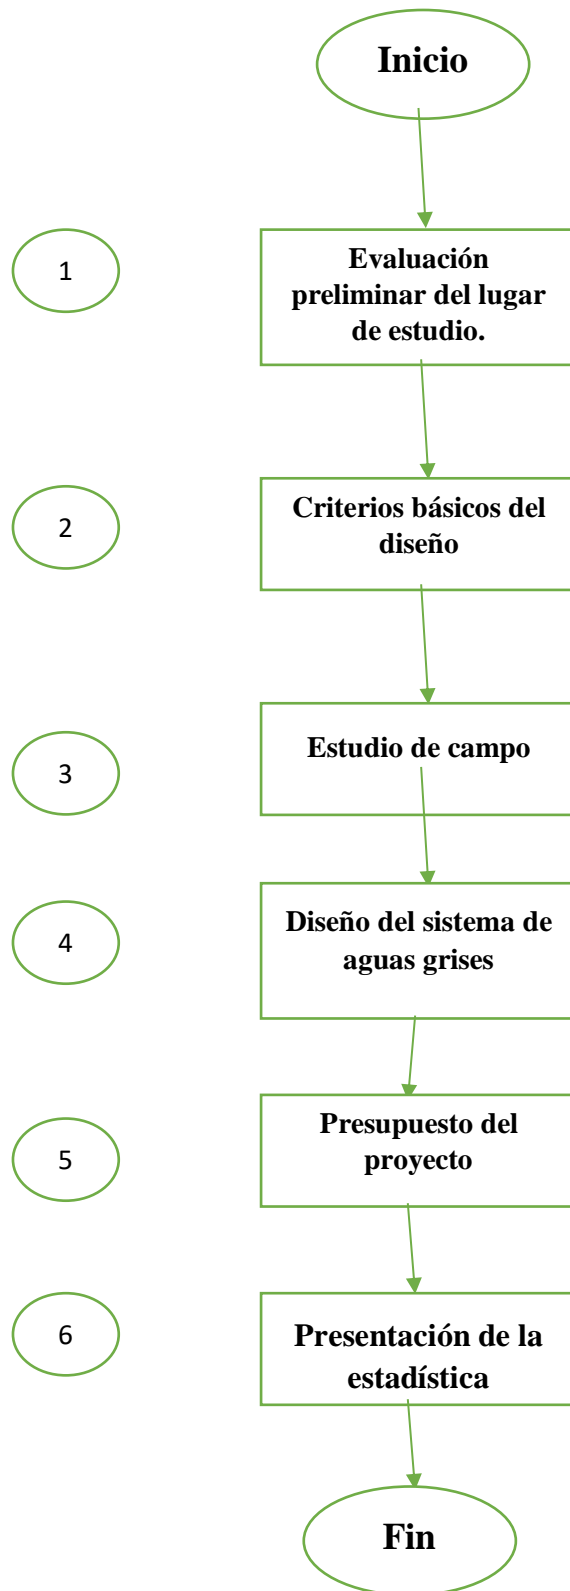 Inicio
1
Evaluación
preliminar del lugar
de estudio.
2
Criterios básicos del
diseño
3
Estudio de campo
4
Diseño del sistema de
aguas grises
5
Presupuesto del
proyecto
6
Presentación de la
estadística
Fin